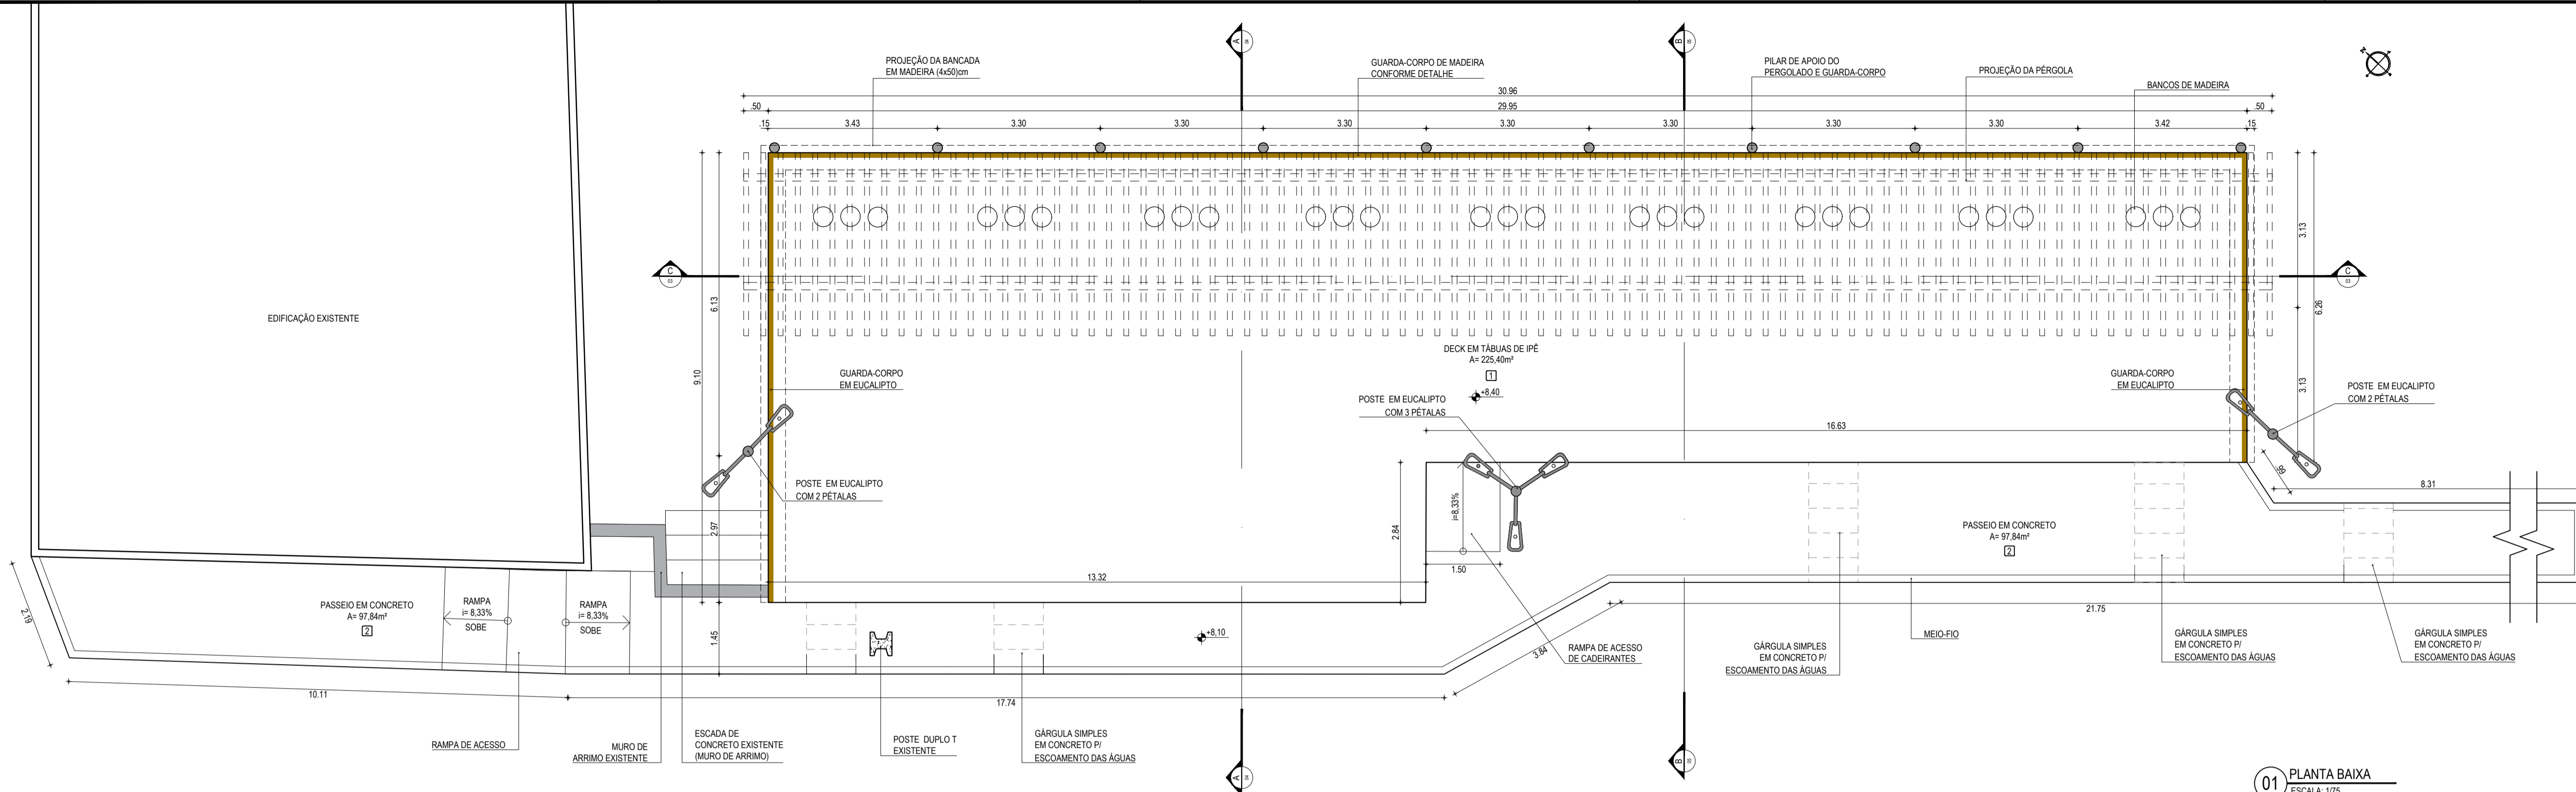 A
04
B
05
N
PROJEÇÃO DA BANCADA
EM MADEIRA (4x50)cm
GUARDA-CORPO DE MADEIRA
CONFORME DETALHE
PILAR DE APOIO DO
PERGOLADO E GUARDA-CORPO
PROJEÇÃO DA PÉRGOLA
BANCOS DE MADEIRA
30.96
.50
29.95
.50
.15
3.43
3.30
3.30
3.30
3.30
3.30
3.30
3.30
3.42
.15
C
03
C
03
EDIFICAÇÃO EXISTENTE
9.10
6.13
2.97
1.45
3.13
6.26
3.13
DECK EM TÁBUAS DE IPÊ
A= 225,40m²
1
+8,40
GUARDA-CORPO
EM EUCALIPTO
GUARDA-CORPO
EM EUCALIPTO
POSTE  EM EUCALIPTO
COM 2 PÉTALAS
POSTE  EM EUCALIPTO
COM 3 PÉTALAS
16.63
POSTE  EM EUCALIPTO
COM 2 PÉTALAS
.98
8.31
i=8,33%
2.84
1.50
13.32
PASSEIO EM CONCRETO
A= 97,84m²
2
2.19
PASSEIO EM CONCRETO
A= 97,84m²
2
RAMPA
i= 8,33%
SOBE
RAMPA
i= 8,33%
SOBE
+8,10
21.75
3.84
10.11
17.74
RAMPA DE ACESSO
MURO DE
ARRIMO EXISTENTE
ESCADA DE
CONCRETO EXISTENTE
(MURO DE ARRIMO)
POSTE  DUPLO T
EXISTENTE
GÁRGULA SIMPLES
EM CONCRETO P/
ESCOAMENTO DAS ÁGUAS
RAMPA DE ACESSO
DE CADEIRANTES
GÁRGULA SIMPLES
EM CONCRETO P/
ESCOAMENTO DAS ÁGUAS
MEIO-FIO
GÁRGULA SIMPLES
EM CONCRETO P/
ESCOAMENTO DAS ÁGUAS
GÁRGULA SIMPLES
EM CONCRETO P/
ESCOAMENTO DAS ÁGUAS
A
04
B
05
01
PLANTA BAIXA
ESCALA: 1/75